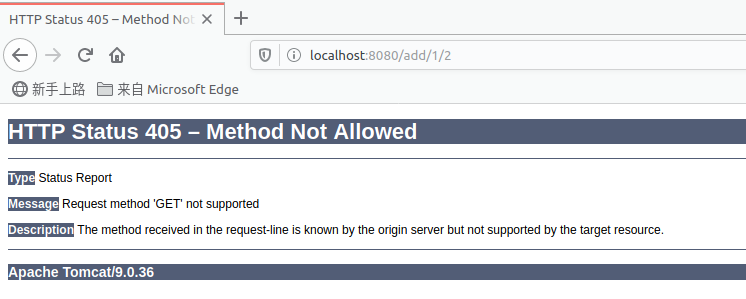 HTTP Status 405 – Method Not
localhost:8080/add/1/2
新手上路 来自 Microsoft Edge
HTTP Status 405 – Method Not Allowed
Type Status Report
Message Request method 'GET' not supported
Description The method received in the request-line is known by the origin server but not supported by the target resource.
Apache Tomcat/9.0.36